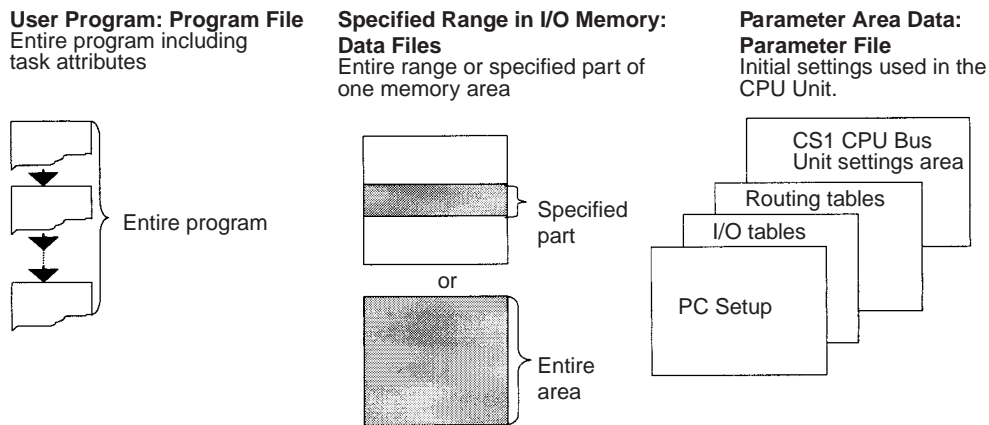 User Program: Program File
Entire program including
task attributes
Entire program
Specified Range in I/O Memory:
Data Files
Entire range or specified part of
one memory area
Specified
part
or
Entire
area
Parameter Area Data:
Parameter File
Initial settings used in the
CPU Unit.
CS1 CPU Bus
Unit settings area
Routing tables
I/O tables
PC Setup